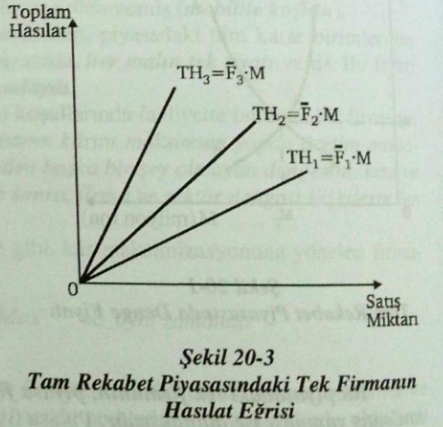 Toplam
Hasılat
TH₃=F̄₃·M
TH₂=F̄₂·M
TH₁=F̄₁·M
0
Satış
Miktarı
Şekil 20-3
Tam Rekabet Piyasasındaki Tek Firmanın
Hasılat Eğrisi